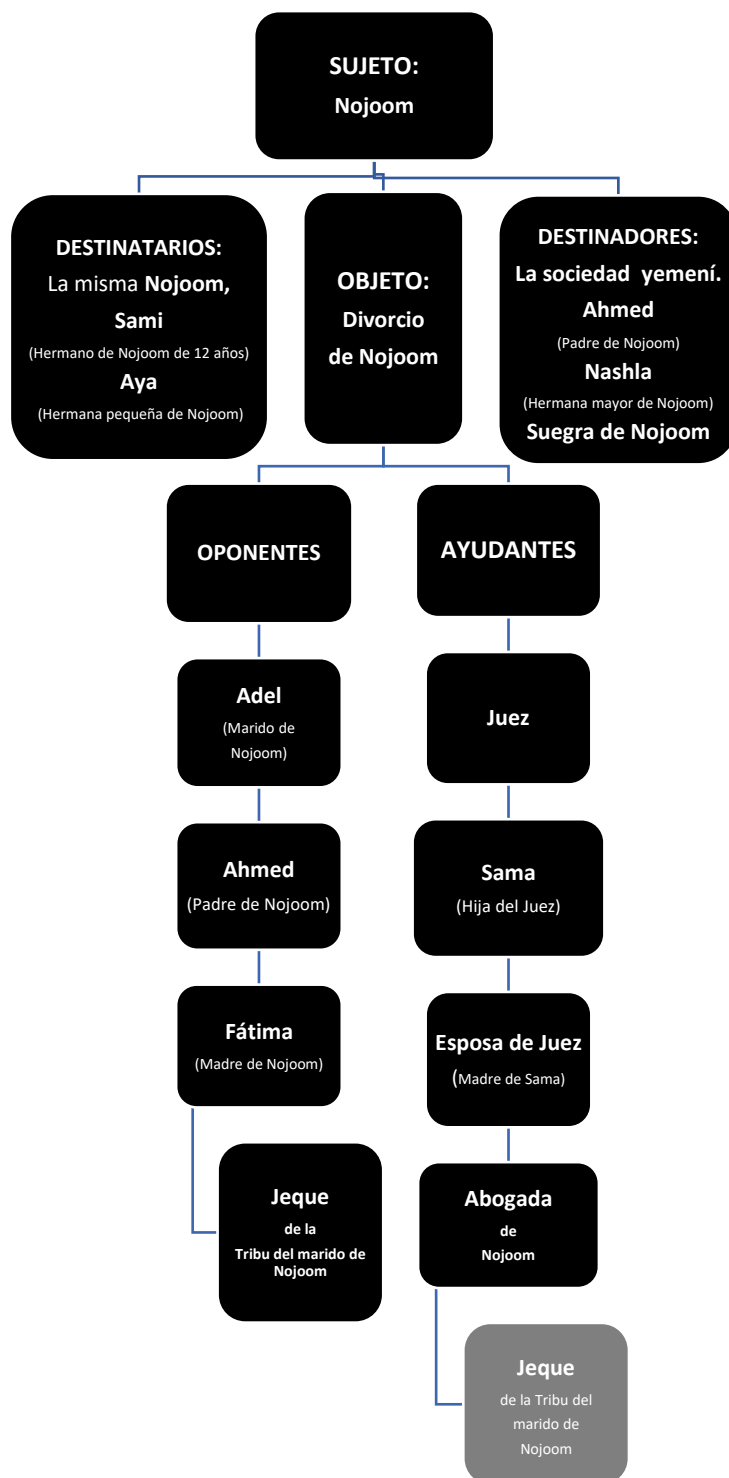 SUJETO:
Nojoom
DESTINATARIOS:
La misma Nojoom,
Sami
(Hermano de Nojoom de 12 años)
Aya
(Hermana pequeña de Nojoom)
OBJETO:
Divorcio
de Nojoom
DESTINADORES:
La sociedad yemení.
Ahmed
(Padre de Nojoom)
Nashla
(Hermana mayor de Nojoom)
Suegra de Nojoom
OPONENTES
Adel
(Marido de
Nojoom)
Ahmed
(Padre de Nojoom)
Fátima
(Madre de Nojoom)
Jeque
de la
Tribu del marido de
Nojoom
AYUDANTES
Juez
Sama
(Hija del Juez)
Esposa de Juez
(Madre de Sama)
Abogada
de
Nojoom
Jeque
de la Tribu del
marido de
Nojoom